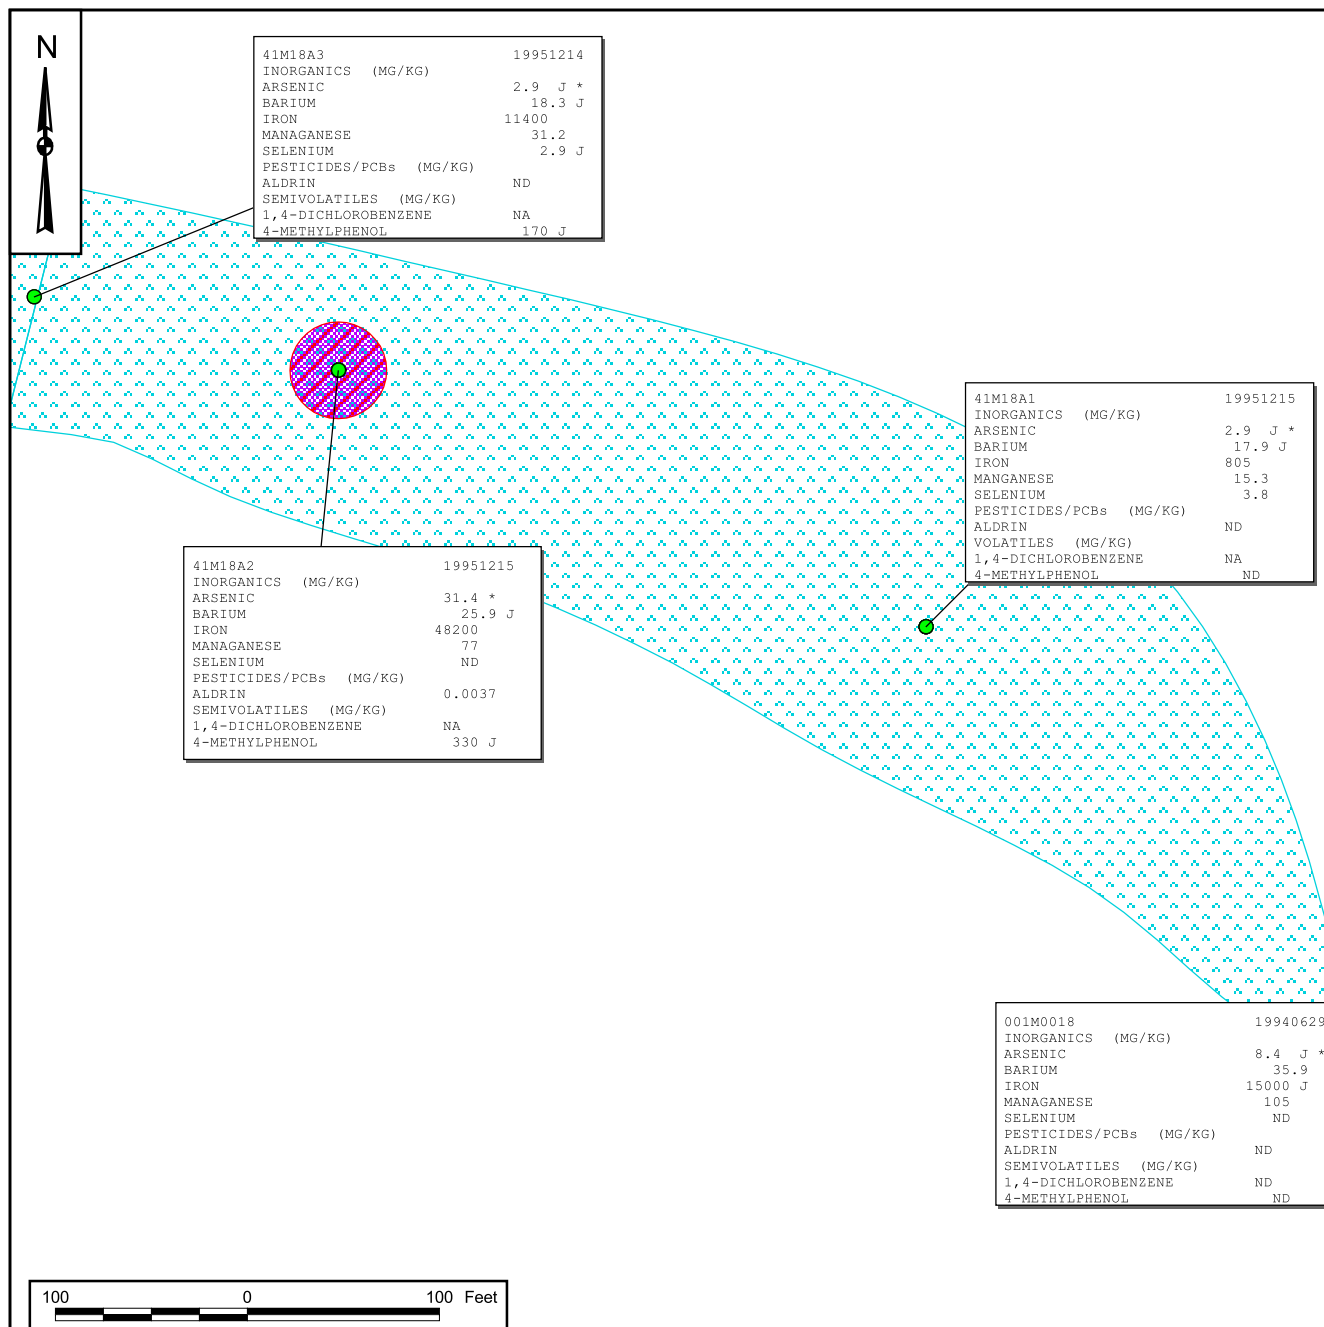 N
41M18A3 19951214
INORGANICS (MG/KG)
ARSENIC 2.9 J *
BARIUM 18.3 J
IRON 11400
MANAGANESE 31.2
SELENIUM 2.9 J
PESTICIDES/PCBs (MG/KG)
ALDRIN ND
SEMIVOLATILES (MG/KG)
1,4-DICHLOROBENZENE NA
4-METHYLPHENOL 170 J
41M18A1 19951215
INORGANICS (MG/KG)
ARSENIC 2.9 J *
BARIUM 17.9 J
IRON 805
MANGANESE 15.3
SELENIUM 3.8
PESTICIDES/PCBs (MG/KG)
ALDRIN ND
VOLATILES (MG/KG)
1,4-DICHLOROBENZENE NA
4-METHYLPHENOL ND
41M18A2 19951215
INORGANICS (MG/KG)
ARSENIC 31.4 *
BARIUM 25.9 J
IRON 48200
MANAGANESE 77
SELENIUM ND
PESTICIDES/PCBs (MG/KG)
ALDRIN 0.0037
SEMIVOLATILES (MG/KG)
1,4-DICHLOROBENZENE NA
4-METHYLPHENOL 330 J
001M0018 19940629
INORGANICS (MG/KG)
ARSENIC 8.4 J *
BARIUM 35.9
IRON 15000 J
MANAGANESE 105
SELENIUM ND
PESTICIDES/PCBs (MG/KG)
ALDRIN ND
SEMIVOLATILES (MG/KG)
1,4-DICHLOROBENZENE ND
4-METHYLPHENOL ND
100 0 100 Feet